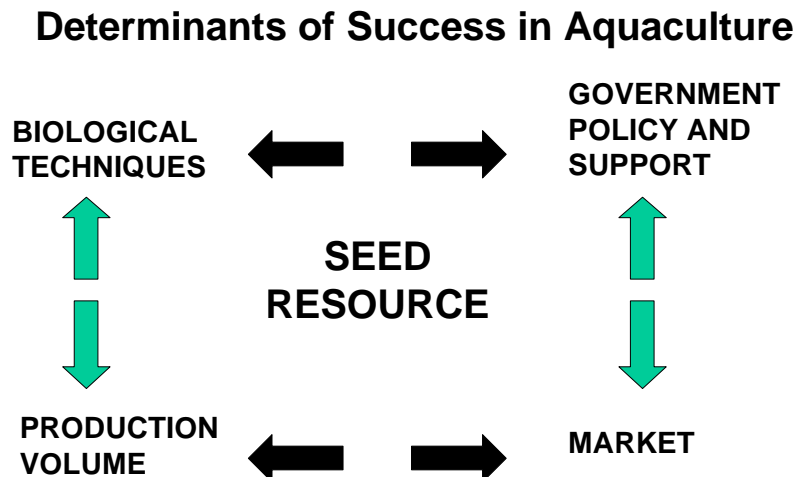 Determinants of Success in Aquaculture
BIOLOGICAL
TECHNIQUES
GOVERNMENT
POLICY AND
SUPPORT
SEED
RESOURCE
PRODUCTION
VOLUME
MARKET